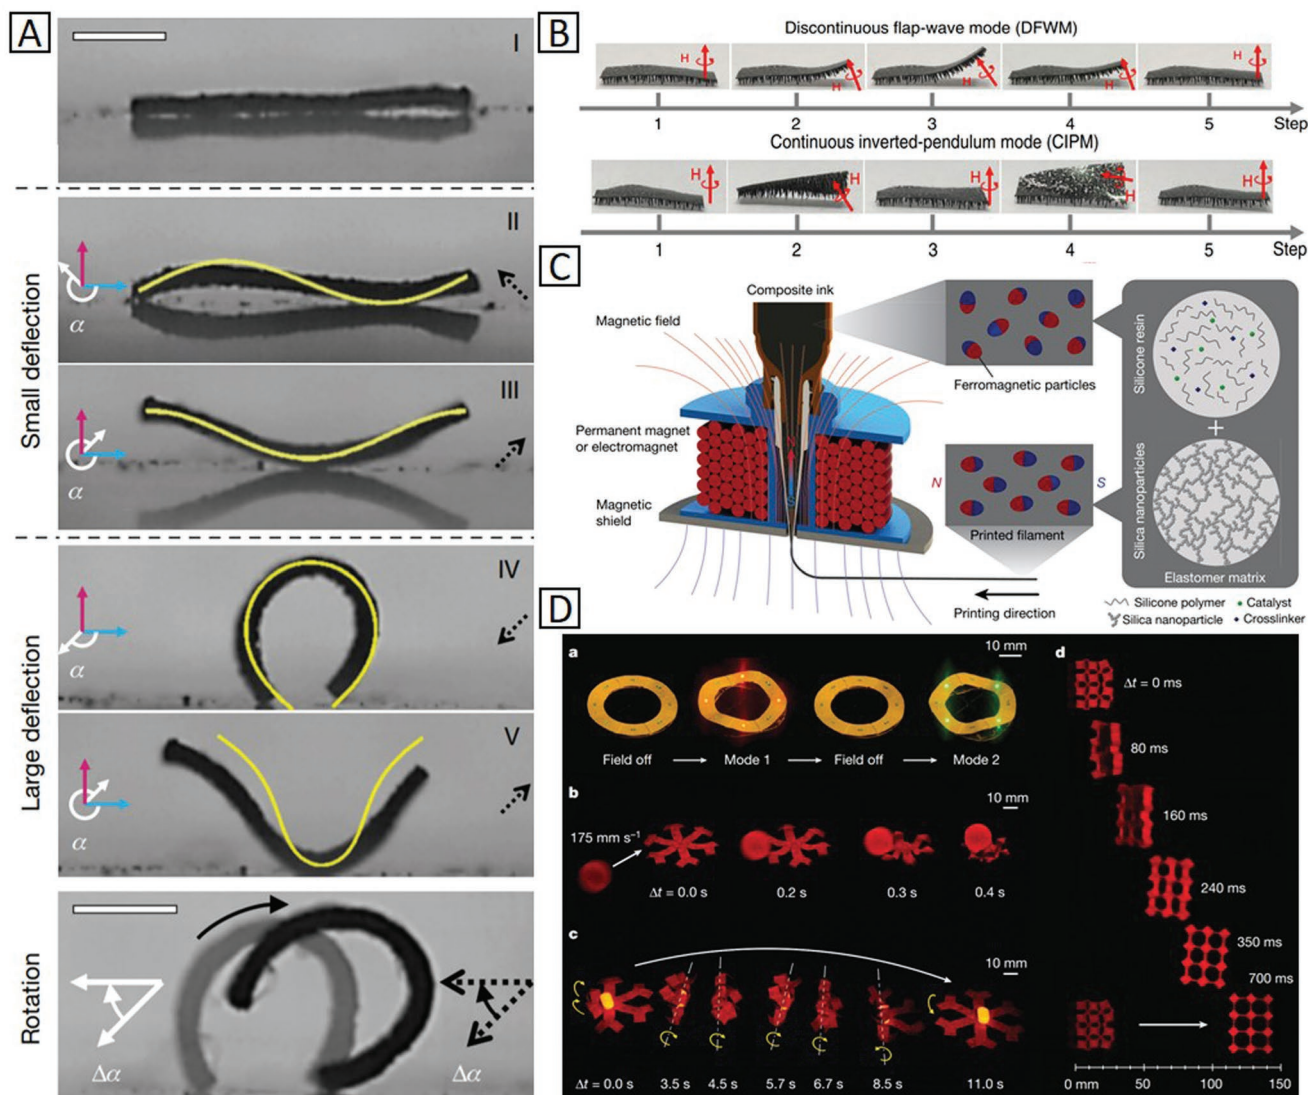 A
I
Small deflection
II
α
III
α
Large deflection
IV
α
V
α
Rotation
Δα
Δα
B
Discontinuous flap-wave mode (DFWM)
H
H
H
H
H
1 2 3 4 5 Step
Continuous inverted-pendulum mode (CIPM)
H
H
H
H
H
1 2 3 4 5 Step
C
Composite ink
Magnetic field
Ferromagnetic particles
Permanent magnet
or electromagnet
Magnetic
shield
N
S
N S
Printed filament
Printing direction
Silicone resin
+
Silica nanoparticles
Elastomer matrix
Silicone polymer Catalyst
Silica nanoparticle Crosslinker
D
a
10 mm
Field off Mode 1 Field off Mode 2
b
10 mm
175 mm s⁻¹
Δt = 0.0 s 0.2 s 0.3 s 0.4 s
c
10 mm
Δt = 0.0 s 3.5 s 4.5 s 5.7 s 6.7 s 8.5 s 11.0 s
d
Δt = 0 ms
80 ms
160 ms
240 ms
350 ms
700 ms
0 mm 50 100 150